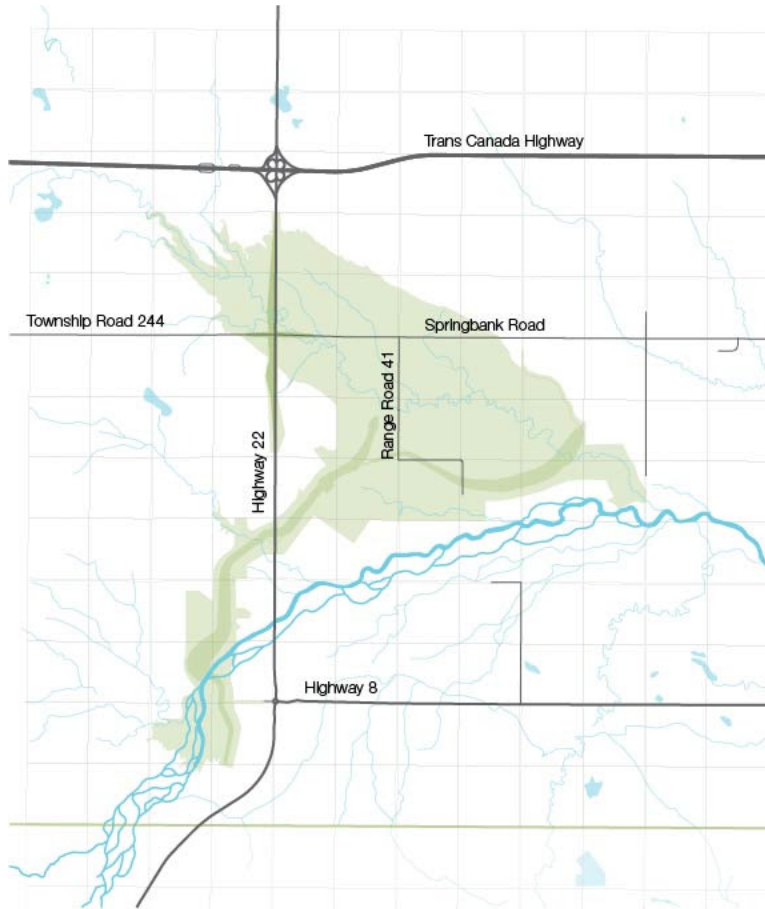 Trans Canada Highway
Township Road 244
Springbank Road
Range Road 41
Highway 22
Highway 8